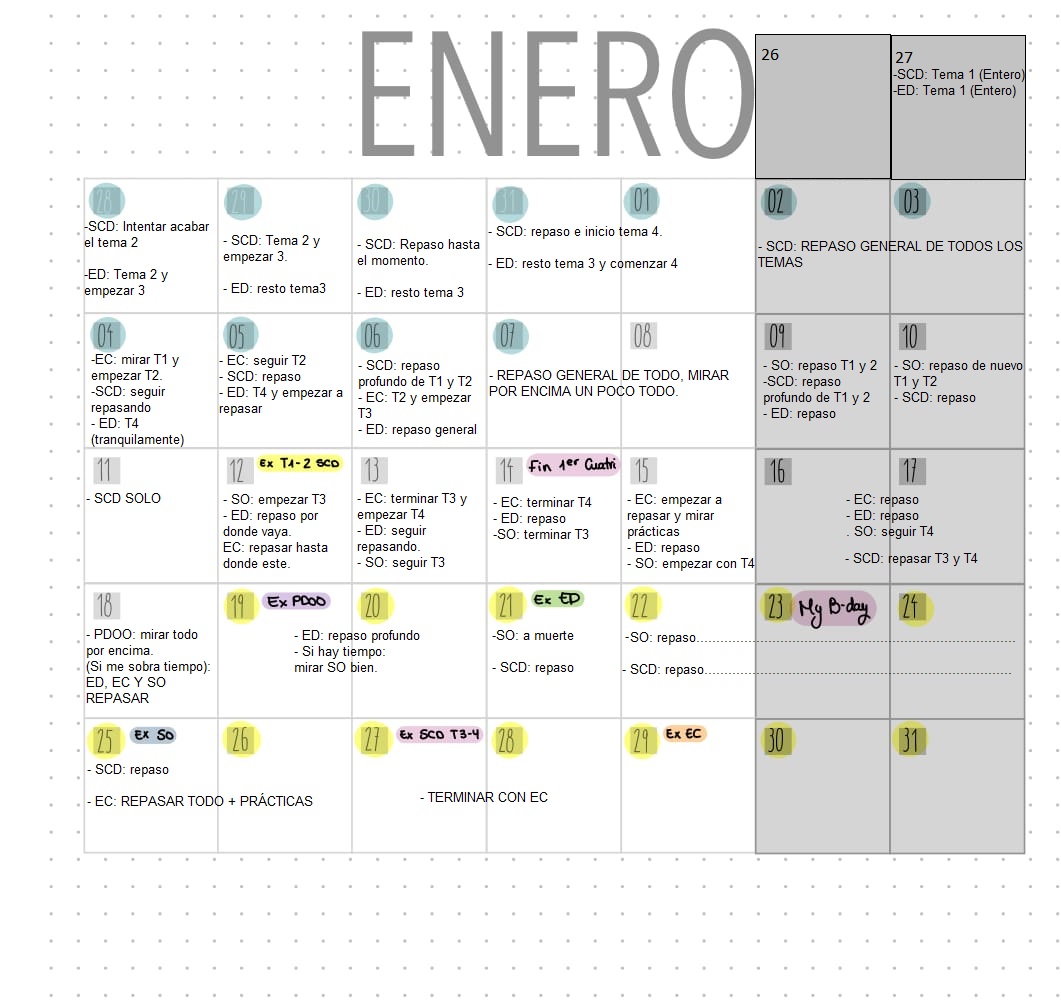 ENERO
26
27
-SCD: Tema 1 (Entero)
-ED: Tema 1 (Entero)
28
-SCD: Intentar acabar
el tema 2
-ED: Tema 2 y
empezar 3
29
- SCD: Tema 2 y
empezar 3.
- ED: resto tema3
30
- SCD: Repaso hasta
el momento.
- ED: resto tema 3
31
01
- SCD: repaso e inicio tema 4.
- ED: resto tema 3 y comenzar 4
02
03
- SCD: REPASO GENERAL DE TODOS LOS
TEMAS
04
-EC: mirar T1 y
empezar T2.
-SCD: seguir
repasando
- ED: T4
(tranquilamente)
05
- EC: seguir T2
- SCD: repaso
- ED: T4 y empezar a
repasar
06
- SCD: repaso
profundo de T1 y T2
- EC: T2 y empezar
T3
- ED: repaso general
07
08
- REPASO GENERAL DE TODO, MIRAR
POR ENCIMA UN POCO TODO.
09
- SO: repaso T1 y 2
-SCD: repaso
profundo de T1 y 2
- ED: repaso
10
- SO: repaso de nuevo
T1 y T2
- SCD: repaso
11
- SCD SOLO
12 Ex T1-2 SCD
- SO: empezar T3
- ED: repaso por
donde vaya.
EC: repasar hasta
donde este.
13
- EC: terminar T3 y
empezar T4
- ED: seguir
repasando.
- SO: seguir T3
14 Fin 1er Cuatri
- EC: terminar T4
- ED: repaso
-SO: terminar T3
15
- EC: empezar a
repasar y mirar
prácticas
- ED: repaso
- SO: empezar con T4
16
17
- EC: repaso
- ED: repaso
. SO: seguir T4
- SCD: repasar T3 y T4
18
- PDOO: mirar todo
por encima.
(Si me sobra tiempo):
ED, EC Y SO
REPASAR
19 Ex PDOO
20
- ED: repaso profundo
- Si hay tiempo:
mirar SO bien.
21 Ex ED
-SO: a muerte
- SCD: repaso
22
23 My B-day
24
-SO: repaso
- SCD: repaso
25 Ex SO
- SCD: repaso
- EC: REPASAR TODO + PRÁCTICAS
26
27 Ex SCD T3-4
28
- TERMINAR CON EC
29 Ex EC
30
31